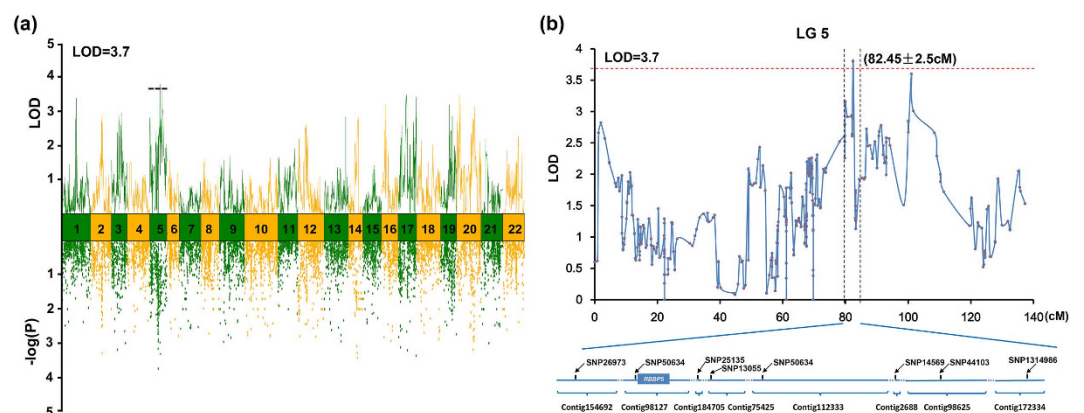 (a)
LOD=3.7
5
4
3
2
1
LOD
1 2 3 4 5 6 7 8 9 10 11 12 13 14 15 16 17 18 19 20 21 22
1
2
3
4
5
-log(P)
(b)
LG 5
LOD=3.7
(82.45±2.5cM)
4
3.5
3
2.5
2
1.5
1
0.5
0
LOD
0 20 40 60 80 100 120 140 (cM)
SNP26973 SNP50634 SNP25135 SNP13055 SNP50634 SNP14569 SNP44103 SNP1314986
Contig154692 Contig98127 Contig184705 Contig75425 Contig112333 Contig2688 Contig98625 Contig172334